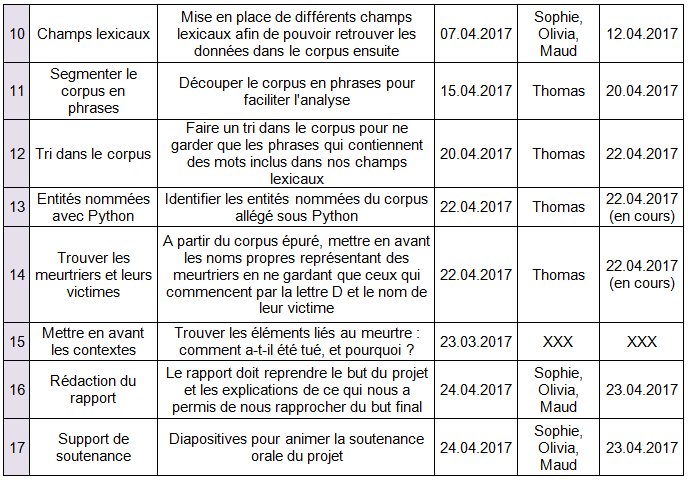 10 Champs lexicaux Mise en place de différents champs lexicaux afin de pouvoir retrouver les données dans le corpus ensuite 07.04.2017 Sophie, Olivia, Maud 12.04.2017
11 Segmenter le corpus en phrases Découper le corpus en phrases pour faciliter l'analyse 15.04.2017 Thomas 20.04.2017
12 Tri dans le corpus Faire un tri dans le corpus pour ne garder que les phrases qui contiennent des mots inclus dans nos champs lexicaux 20.04.2017 Thomas 22.04.2017
13 Entités nommées avec Python Identifier les entités nommées du corpus allégé sous Python 22.04.2017 Thomas 22.04.2017 (en cours)
14 Trouver les meurtriers et leurs victimes A partir du corpus épuré, mettre en avant les noms propres représentant des meurtriers en ne gardant que ceux qui commencent par la lettre D et le nom de leur victime 22.04.2017 Thomas 22.04.2017 (en cours)
15 Mettre en avant les contextes Trouver les éléments liés au meurtre : comment a-t-il été tué, et pourquoi ? 23.03.2017 XXX XXX
16 Rédaction du rapport Le rapport doit reprendre le but du projet et les explications de ce qui nous a permis de nous rapprocher du but final 24.04.2017 Sophie, Olivia, Maud 23.04.2017
17 Support de soutenance Diapositives pour animer la soutenance orale du projet 24.04.2017 Sophie, Olivia, Maud 23.04.2017